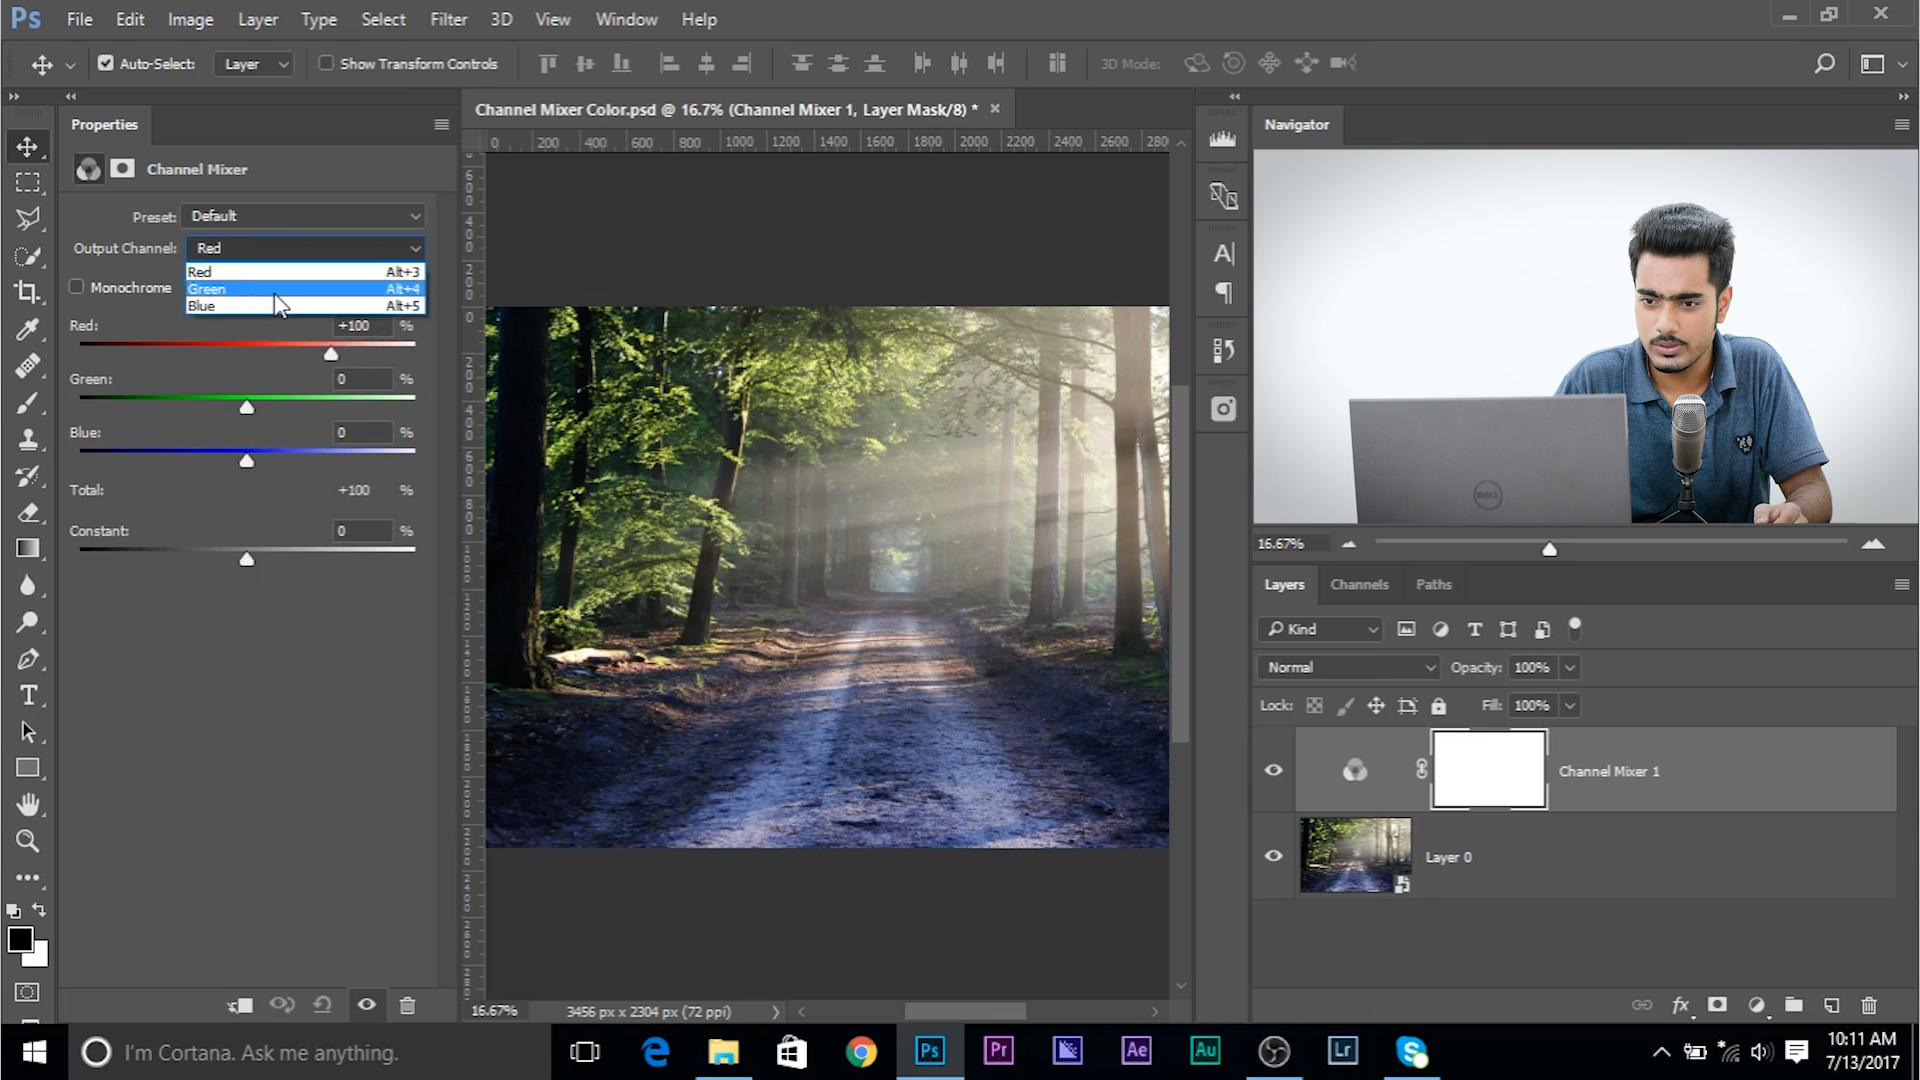 Ps File Edit Image Layer Type Select Filter 3D View Window Help
Auto-Select: Layer Show Transform Controls 3D Mode:
Properties
Channel Mixer Color.psd @ 16.7% (Channel Mixer 1, Layer Mask/8) *
Navigator
0 200 400 600 800 1000 1200 1400 1600 1800 2000 2200 2400 2600 280
Channel Mixer
Preset: Default
Output Channel: Red
Red Alt+3
Green Alt+4
Blue Alt+5
Monochrome
Red: +100 %
Green: 0 %
Blue: 0 %
Total: +100 %
Constant: 0 %
DELL
16.67%
Layers Channels Paths
Kind
Normal Opacity: 100%
Lock: Fill: 100%
Channel Mixer 1
Layer 0
fx
16.67% 3456 px x 2304 px (72 ppi)
I'm Cortana. Ask me anything.
Ps Pr Ae Au Lr
10:11 AM
7/13/2017